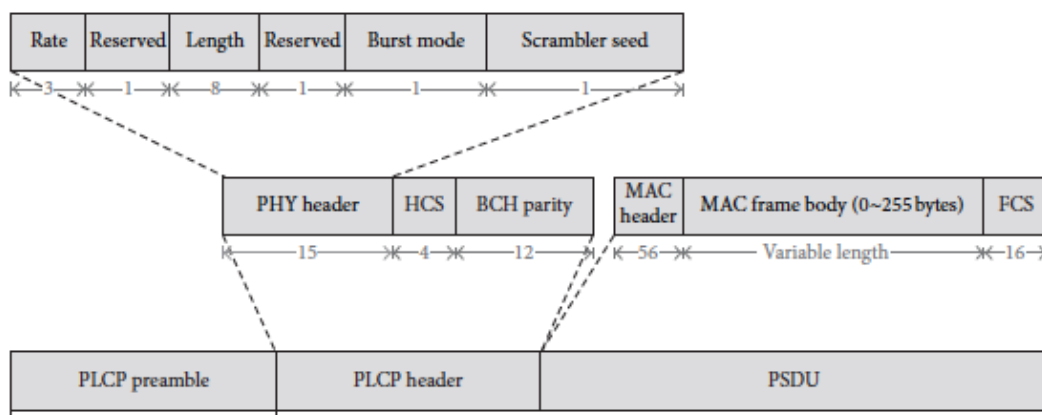 Rate Reserved Length Reserved Burst mode Scrambler seed
3 1 8 1 1 1
PHY header HCS BCH parity MAC header MAC frame body (0~255 bytes) FCS
15 4 12 56 Variable length 16
PLCP preamble PLCP header PSDU